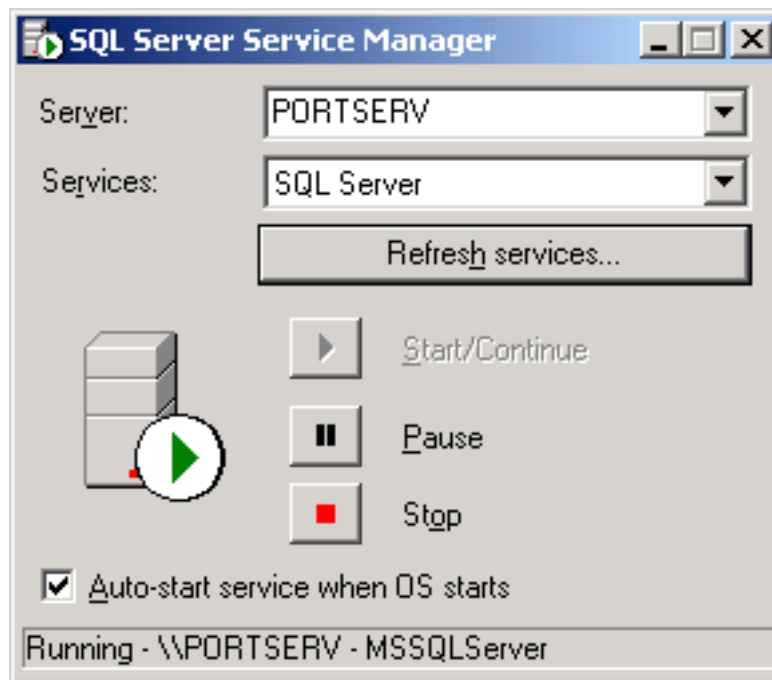 SQL Server Service Manager
Server: PORTSERV
Services: SQL Server
Refresh services...
Start/Continue
Pause
Stop
Auto-start service when OS starts
Running - \\PORTSERV - MSSQLServer